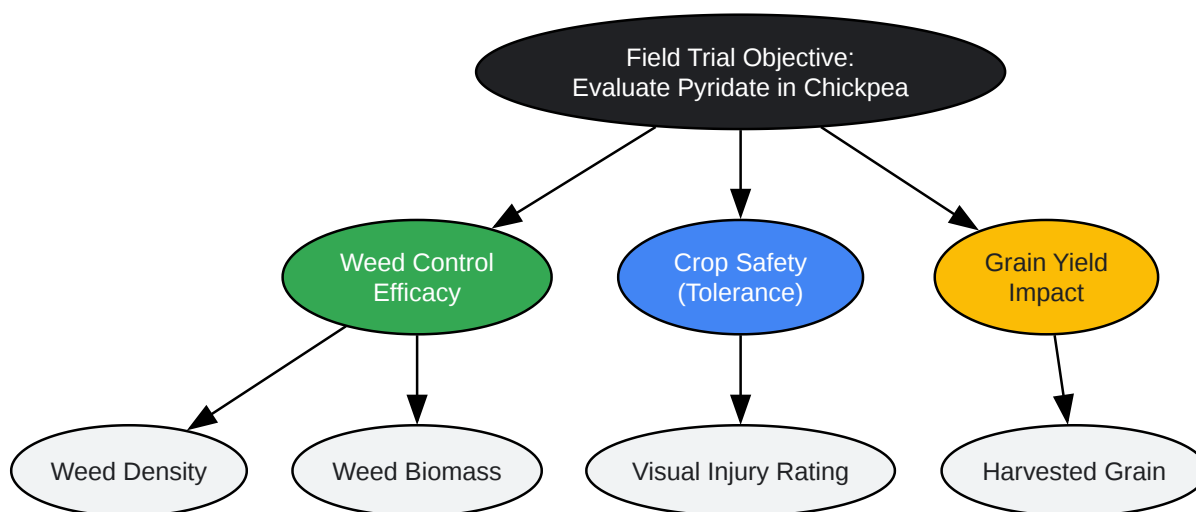 Field Trial Objective:
Evaluate Pyridate in Chickpea
Weed Control
Efficacy
Crop Safety
(Tolerance)
Grain Yield
Impact
Weed Density
Weed Biomass
Visual Injury Rating
Harvested Grain